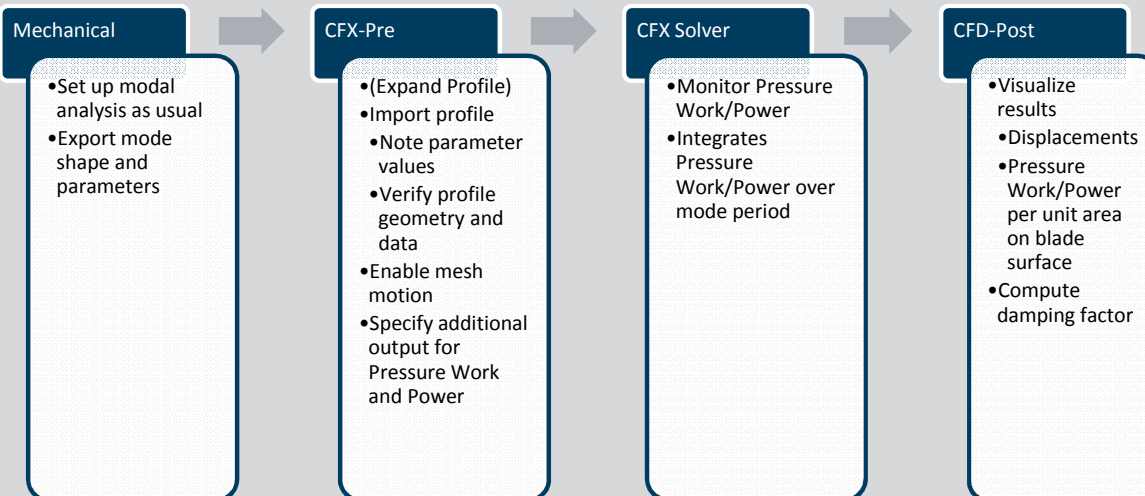 Mechanical
•Set up modal
analysis as usual
•Export mode
shape and
parameters
CFX-Pre
•(Expand Profile)
•Import profile
•Note parameter
values
•Verify profile
geometry and
data
•Enable mesh
motion
•Specify additional
output for
Pressure Work
and Power
CFX Solver
•Monitor Pressure
Work/Power
•Integrates
Pressure
Work/Power over
mode period
CFD-Post
•Visualize
results
•Displacements
•Pressure
Work/Power
per unit area
on blade
surface
•Compute
damping factor